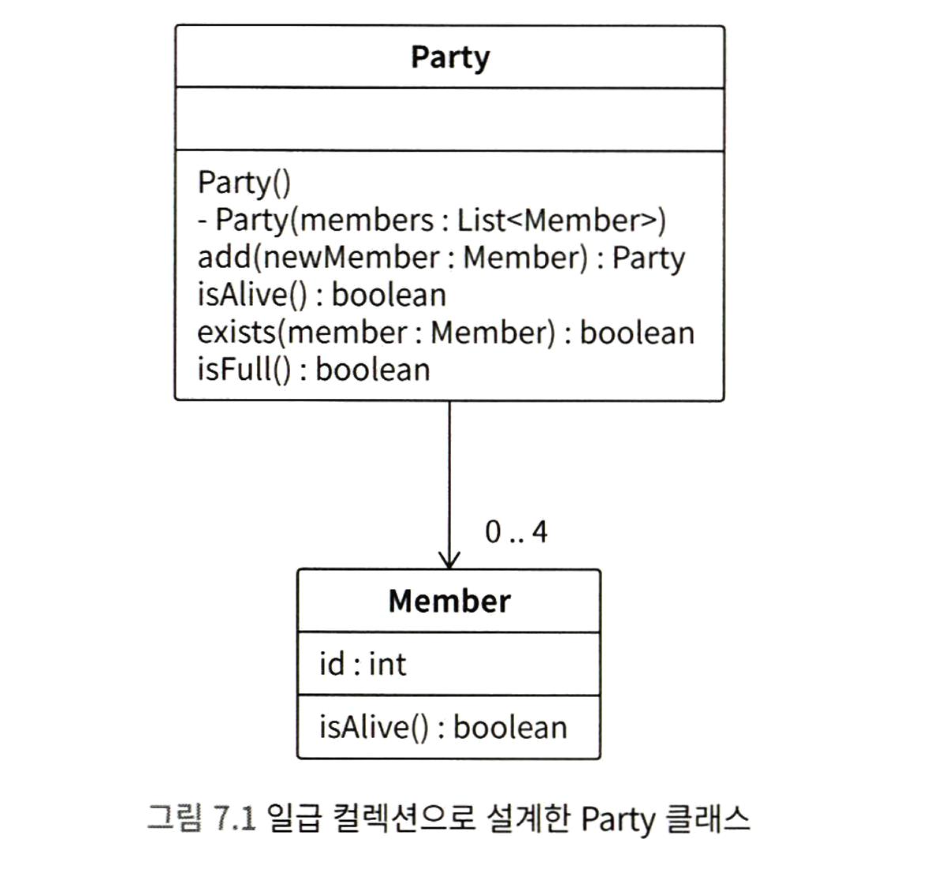 Party
Party()
- Party(members : List<Member>)
add(newMember : Member) : Party
isAlive() : boolean
exists(member : Member) : boolean
isFull() : boolean
0 .. 4
Member
id : int
isAlive() : boolean
그림 7.1 일급 컬렉션으로 설계한 Party 클래스